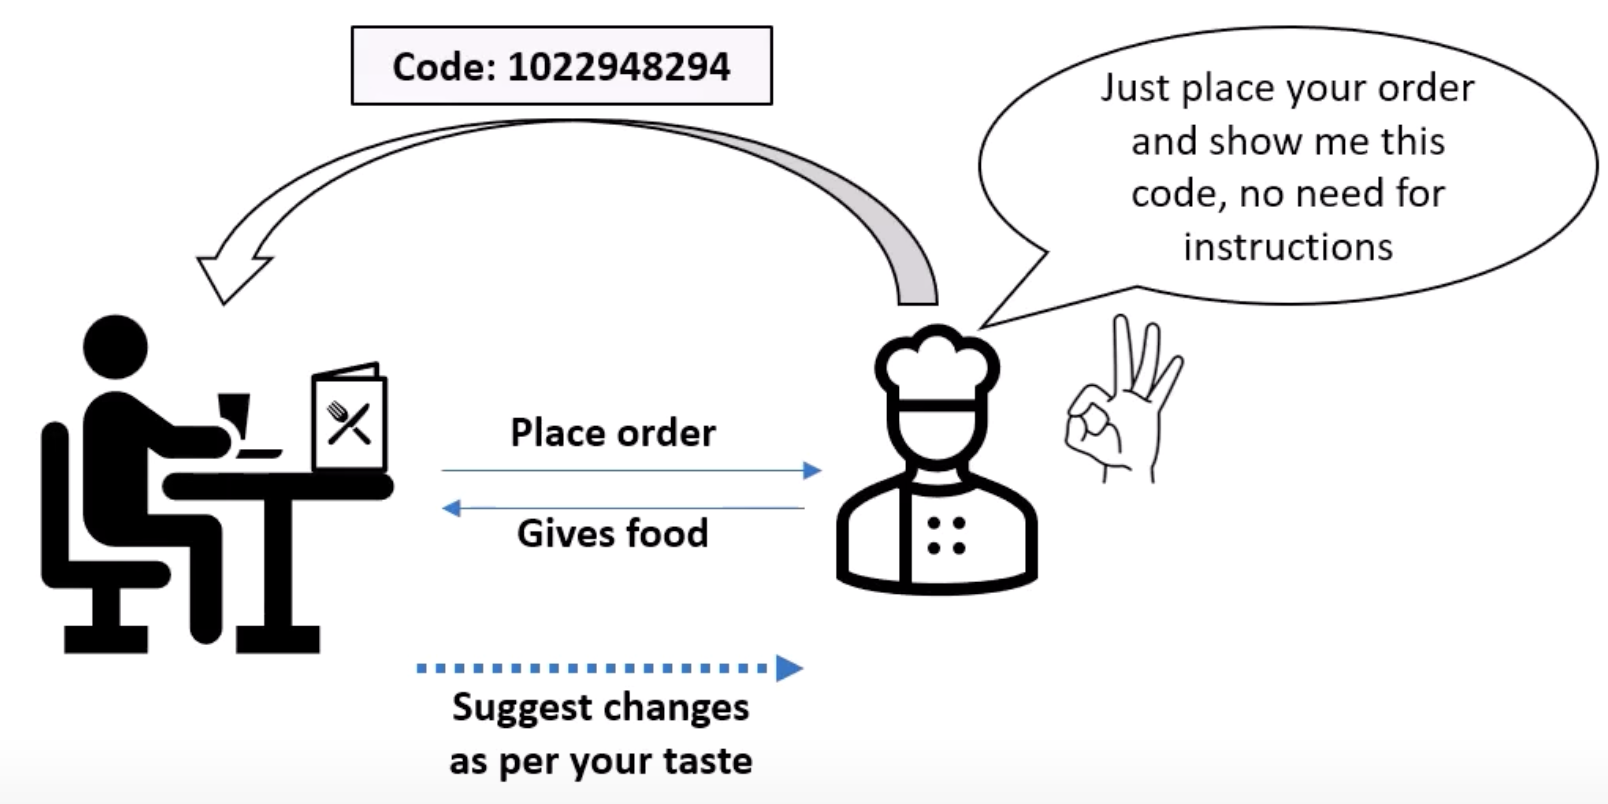 Code: 1022948294
Just place your order
and show me this
code, no need for
instructions
Place order
Gives food
Suggest changes
as per your taste